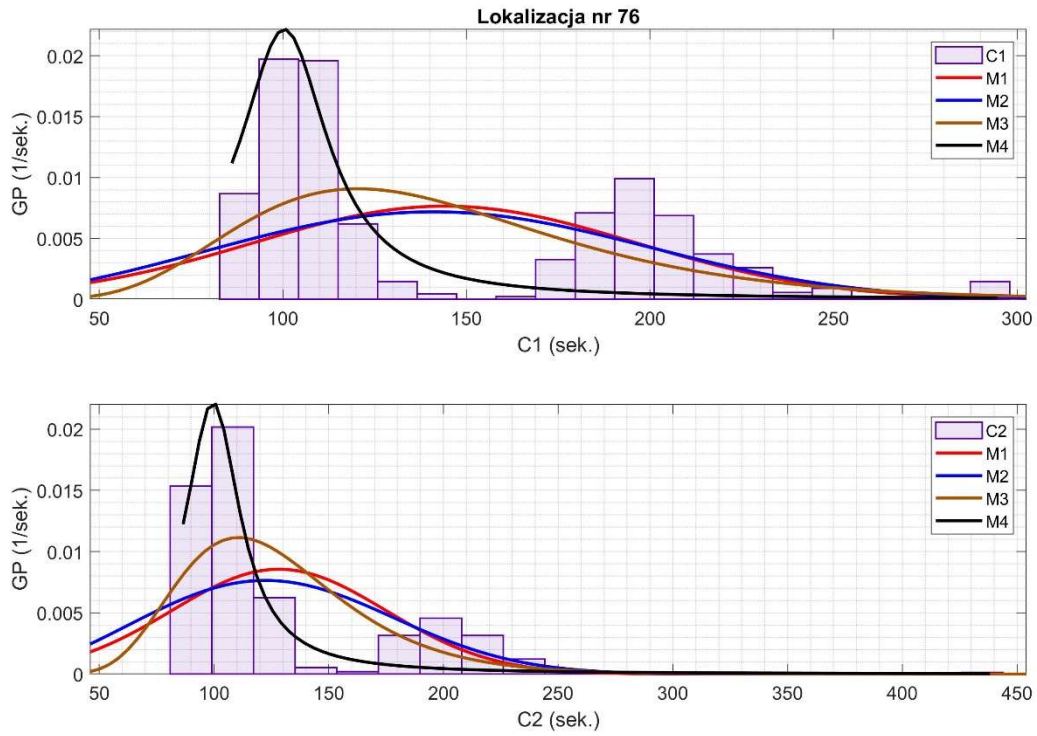 Lokalizacja nr 76
GP (1/sek.)
0.02
0.015
0.01
0.005
0
50 100 150 200 250 300
C1 (sek.)
C1
M1
M2
M3
M4
GP (1/sek.)
0.02
0.015
0.01
0.005
0
50 100 150 200 250 300 350 400 450
C2 (sek.)
C2
M1
M2
M3
M4